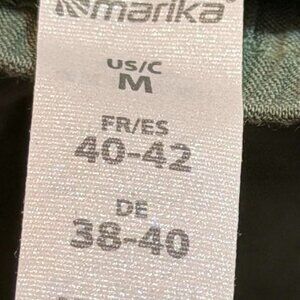 marika
US/C
M
FR/ES
40-42
DE
38-40